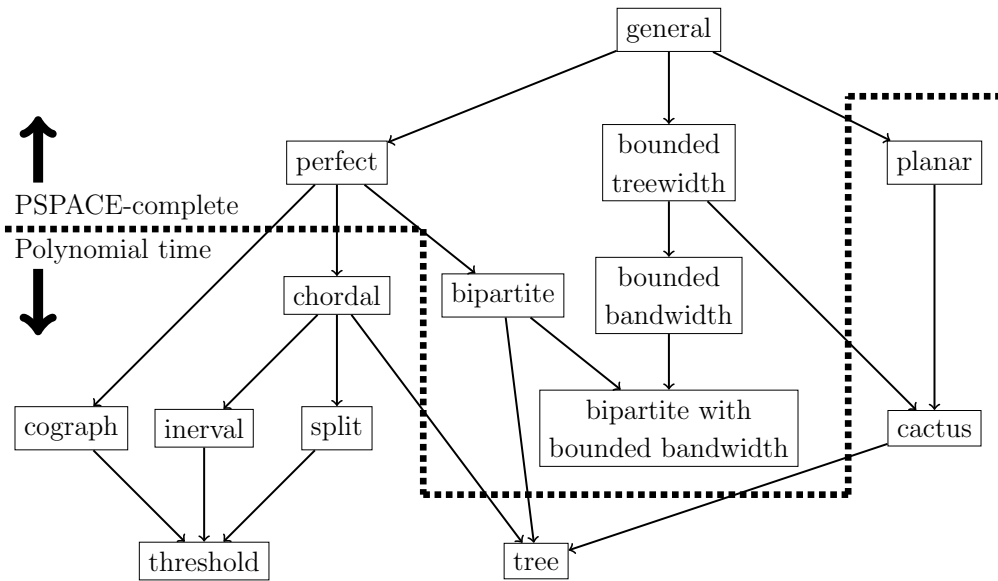 general
bounded
treewidth
perfect
planar
PSPACE-complete
Polynomial time
chordal
bipartite
bounded
bandwidth
cograph
inerval
split
bipartite with
bounded bandwidth
cactus
threshold
tree